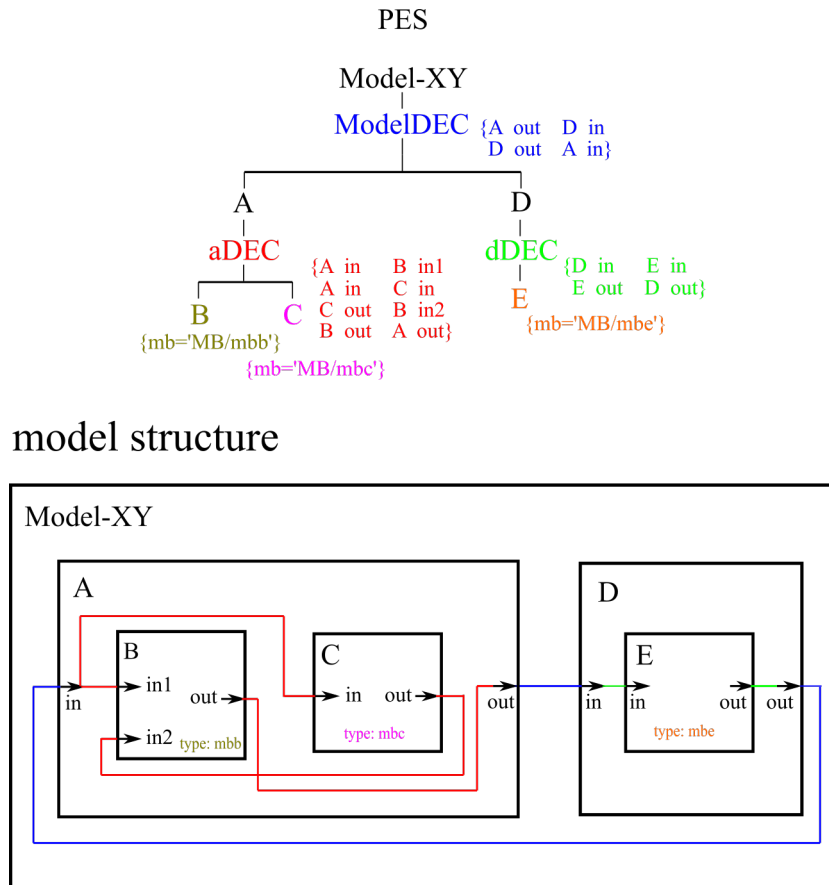 PES
Model-XY
ModelDEC
{A out D in
D out A in}
A
D
aDEC
{A in B in1
A in C in
C out B in2
B out A out}
dDEC
{D in E in
E out D out}
B
C
E
{mb='MB/mbb'}
{mb='MB/mbc'}
{mb='MB/mbe'}
model structure
Model-XY
A
D
B
C
E
in
in1
out
in2
type: mbb
in
out
type: mbc
out
in
in
out
out
type: mbe